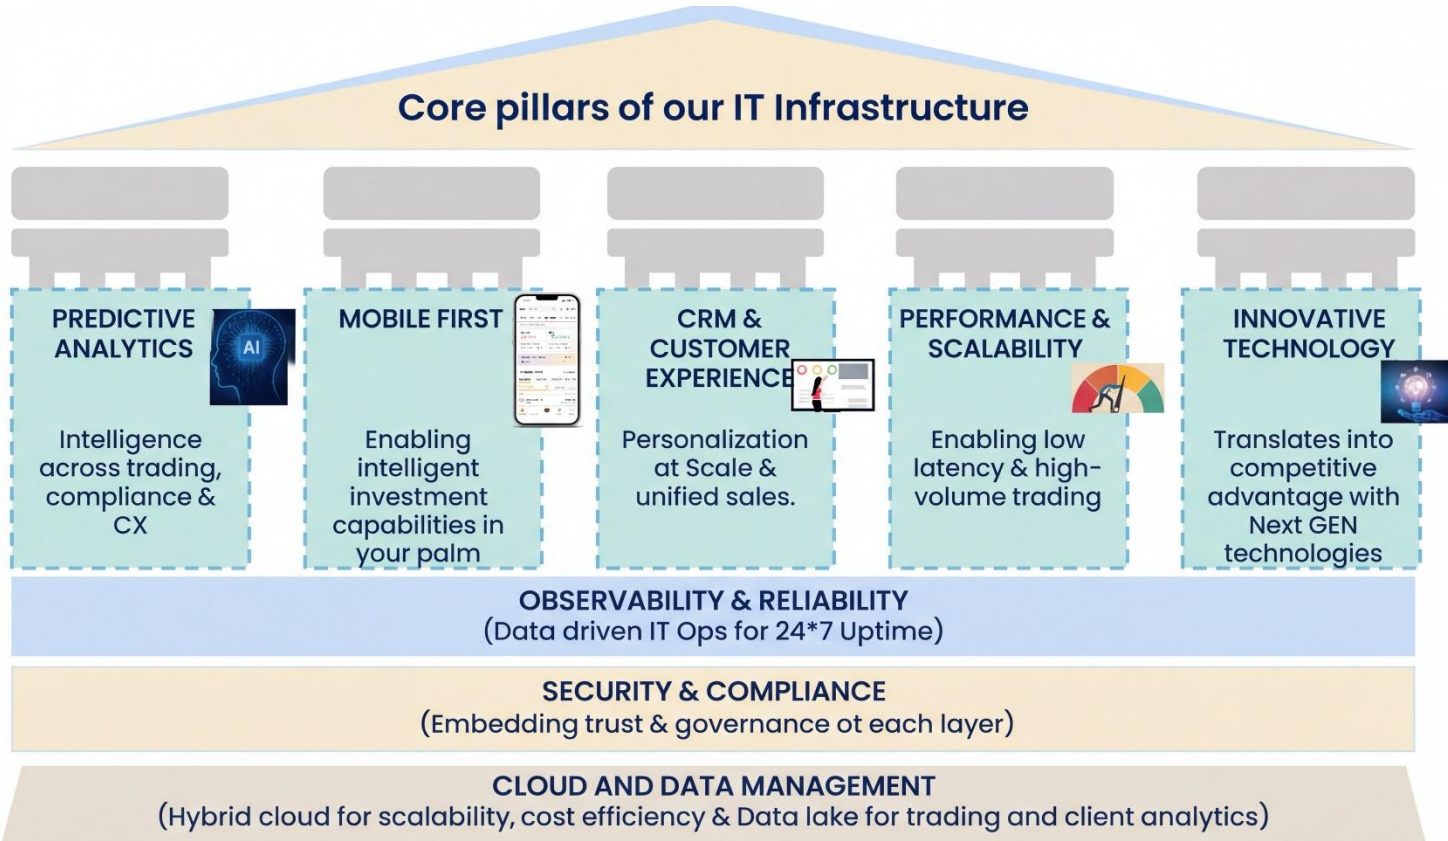 Core pillars of our IT Infrastructure
PREDICTIVE
ANALYTICS
AI
Intelligence
across trading,
compliance &
CX
MOBILE FIRST
Enabling
intelligent
investment
capabilities in
your palm
CRM &
CUSTOMER
EXPERIENCE
Personalization
at Scale &
unified sales.
PERFORMANCE &
SCALABILITY
Enabling low
latency & high-
volume trading
INNOVATIVE
TECHNOLOGY
Translates into
competitive
advantage with
Next GEN
technologies
OBSERVABILITY & RELIABILITY
(Data driven IT Ops for 24*7 Uptime)
SECURITY & COMPLIANCE
(Embedding trust & governance ot each layer)
CLOUD AND DATA MANAGEMENT
(Hybrid cloud for scalability, cost efficiency & Data lake for trading and client analytics)